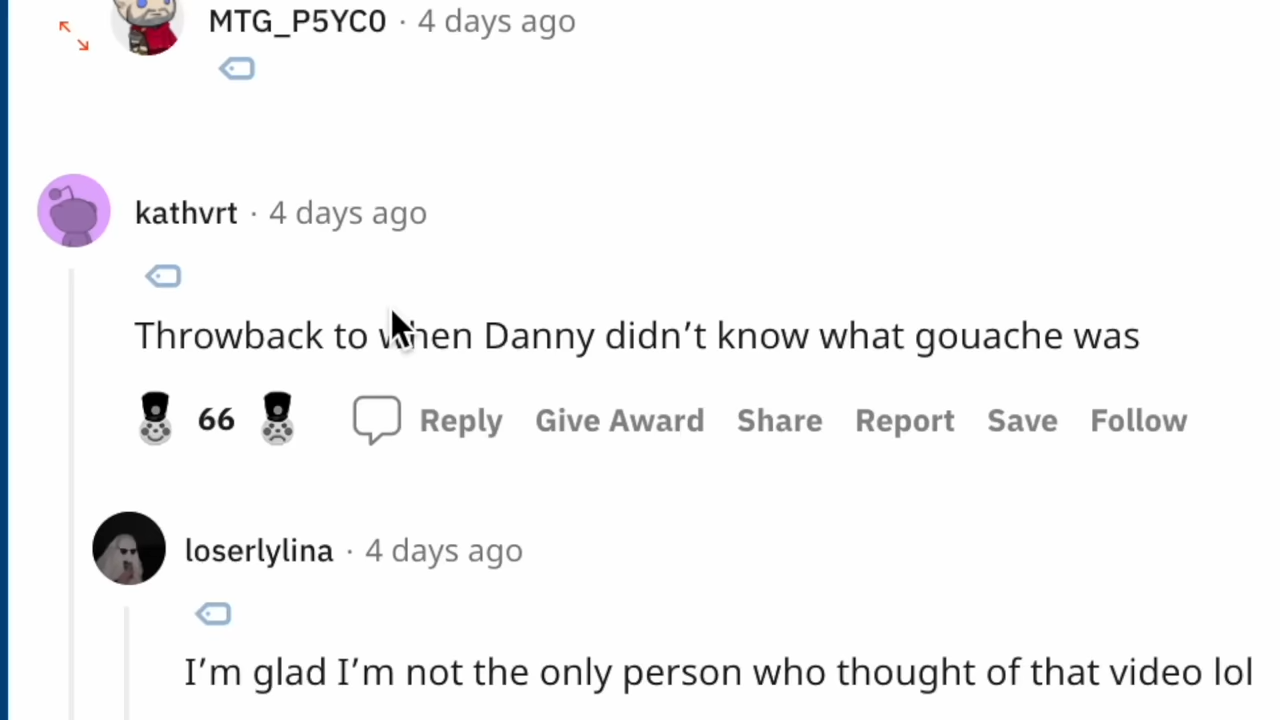 MTG_P5YC0 · 4 days ago
kathvrt · 4 days ago
Throwback to when Danny didn’t know what gouache was
66 Reply Give Award Share Report Save Follow
loserlylina · 4 days ago
I’m glad I’m not the only person who thought of that video lol